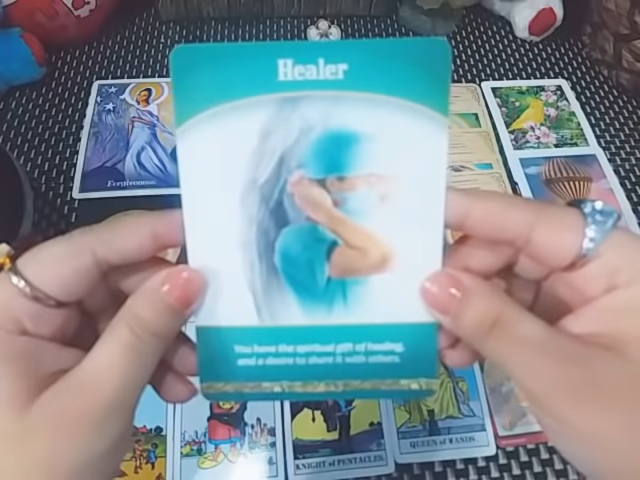 Healer
Forgiveness
You have the spiritual gift of healing,
and a desire to share it with others.
KNIGHT of PENTACLES.
QUEEN of WANDS.